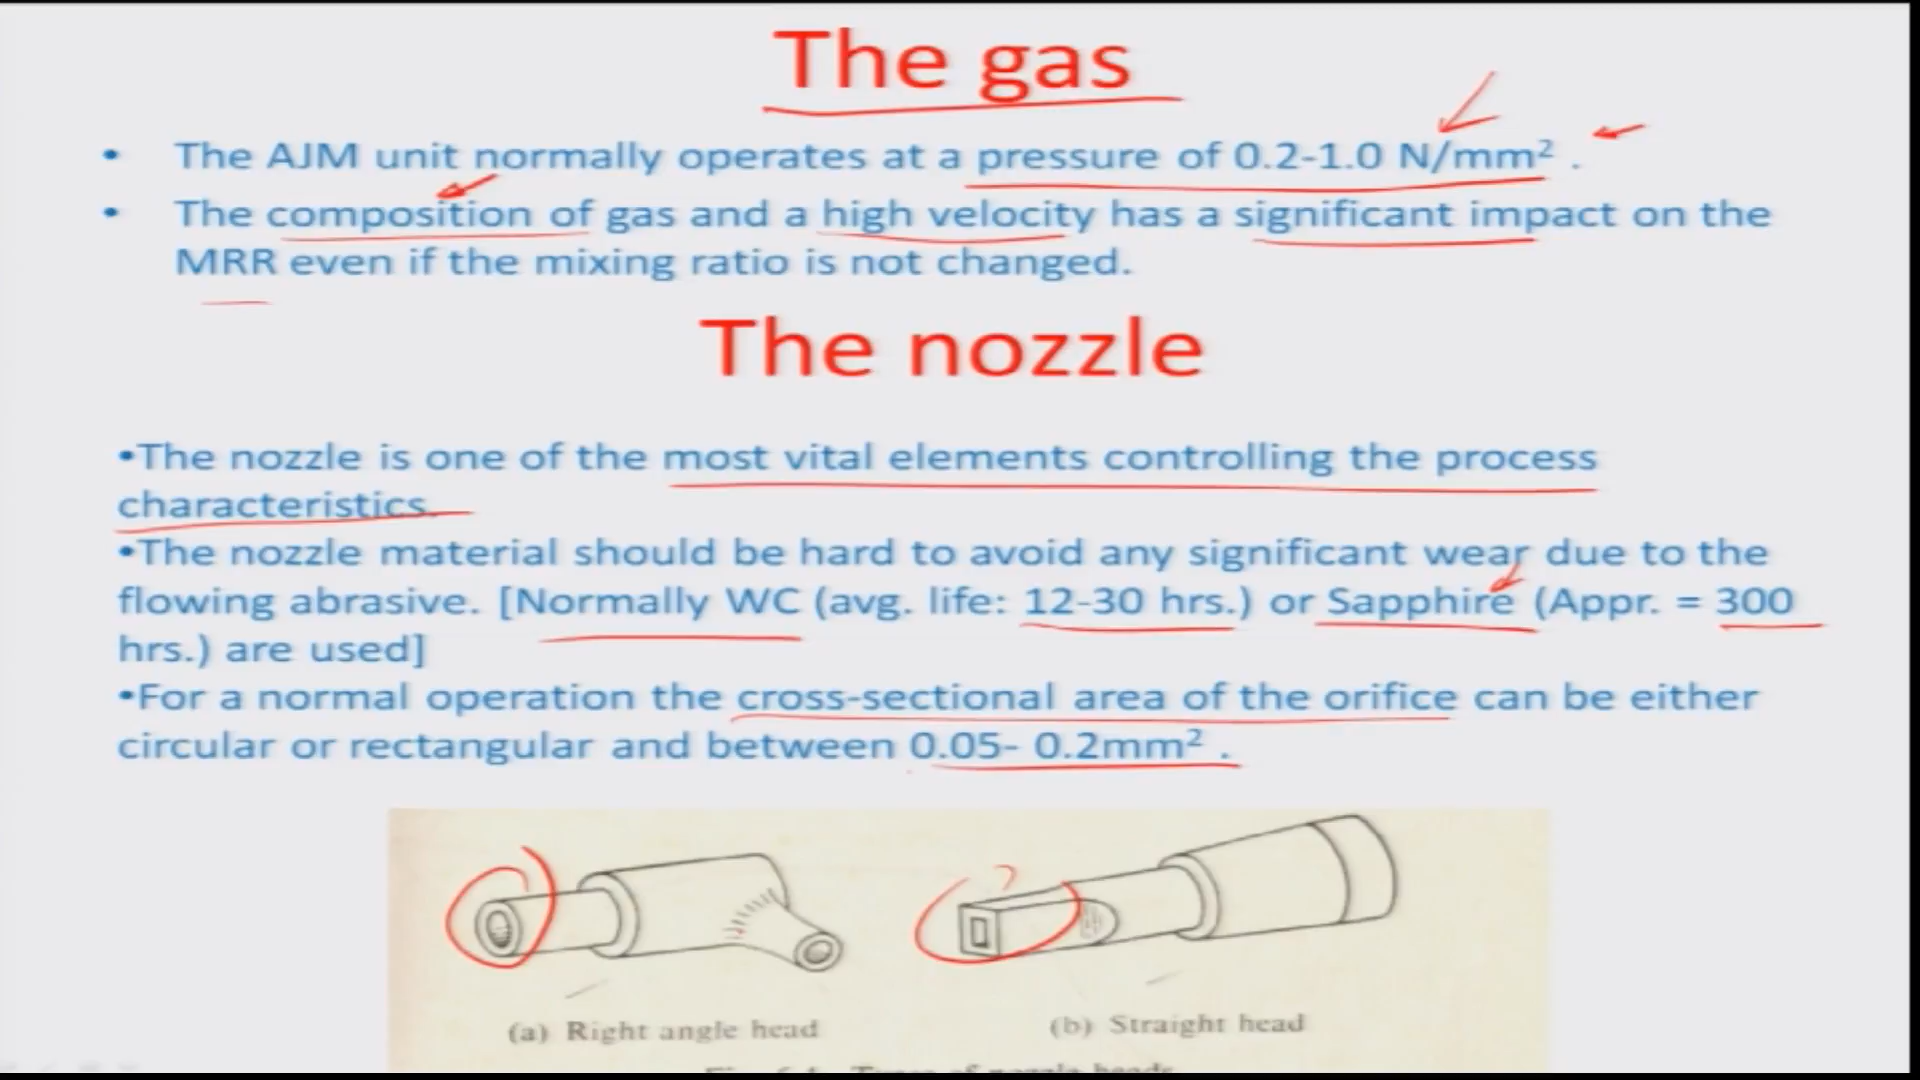 The gas
• The AJM unit normally operates at a pressure of 0.2-1.0 N/mm² .
• The composition of gas and a high velocity has a significant impact on the
MRR even if the mixing ratio is not changed.
The nozzle
•The nozzle is one of the most vital elements controlling the process
characteristics.
•The nozzle material should be hard to avoid any significant wear due to the
flowing abrasive. [Normally WC (avg. life: 12-30 hrs.) or Sapphire (Appr. = 300
hrs.) are used]
•For a normal operation the cross-sectional area of the orifice can be either
circular or rectangular and between 0.05- 0.2mm² .
(a) Right angle head
(b) Straight head
Types of nozzle heads